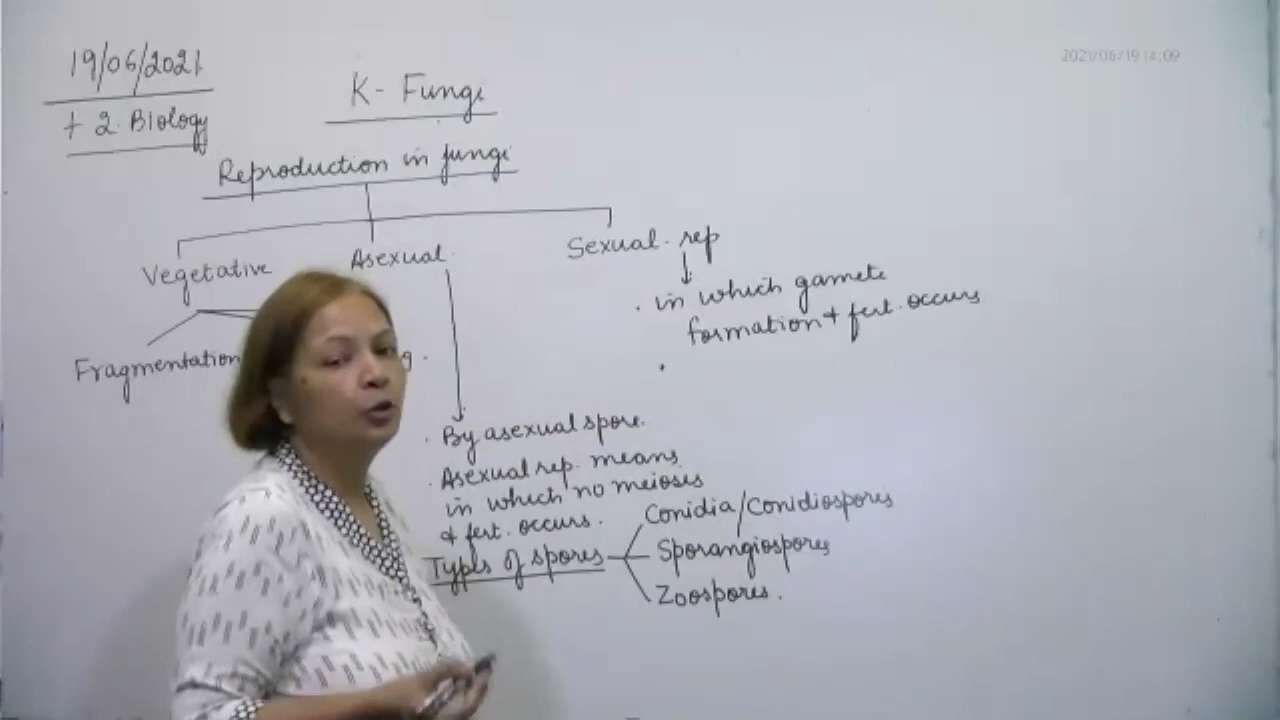 19/06/2021
+2 Biology
2021/06/19 14:09
K- Fungi
Reproduction in fungi
Vegetative
Asexual
Sexual rep
Fragmentation
. in which gamete
formation + fert. occurs
.
. By asexual spore.
. Asexual rep. means
in which no meioses
& fert. occurs.
Types of spores
Conidia/Conidiospores
Sporangiospores
Zoospores.